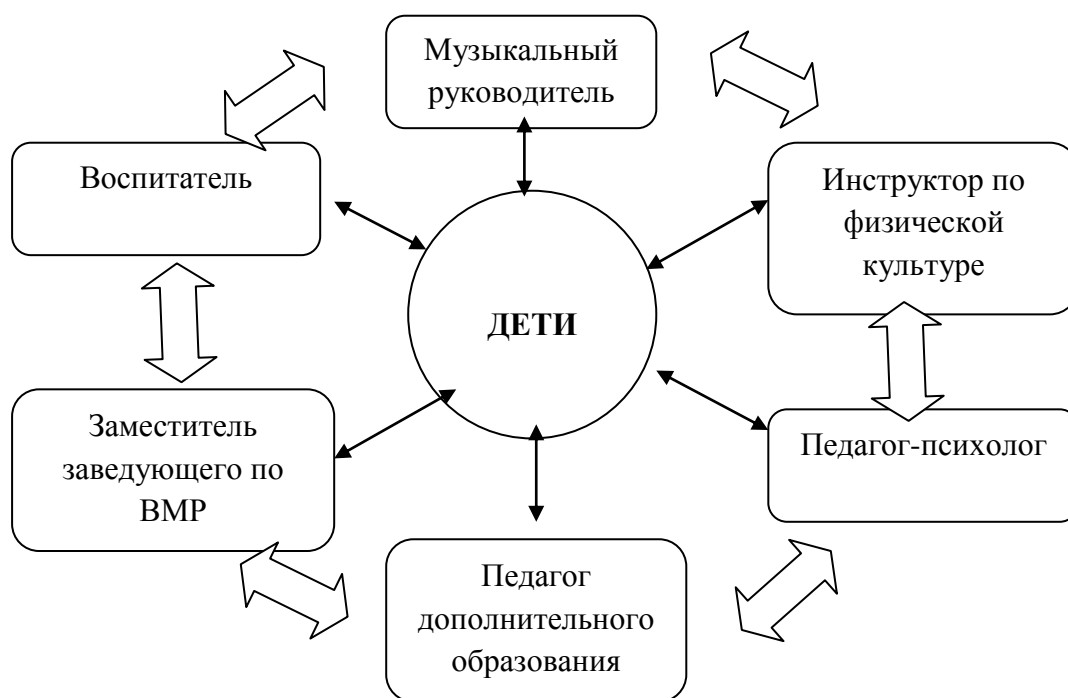 Музыкальный
руководитель
Воспитатель
Инструктор по
физической
культуре
ДЕТИ
Заместитель
заведующего по
ВМР
Педагог-психолог
Педагог
дополнительного
образования